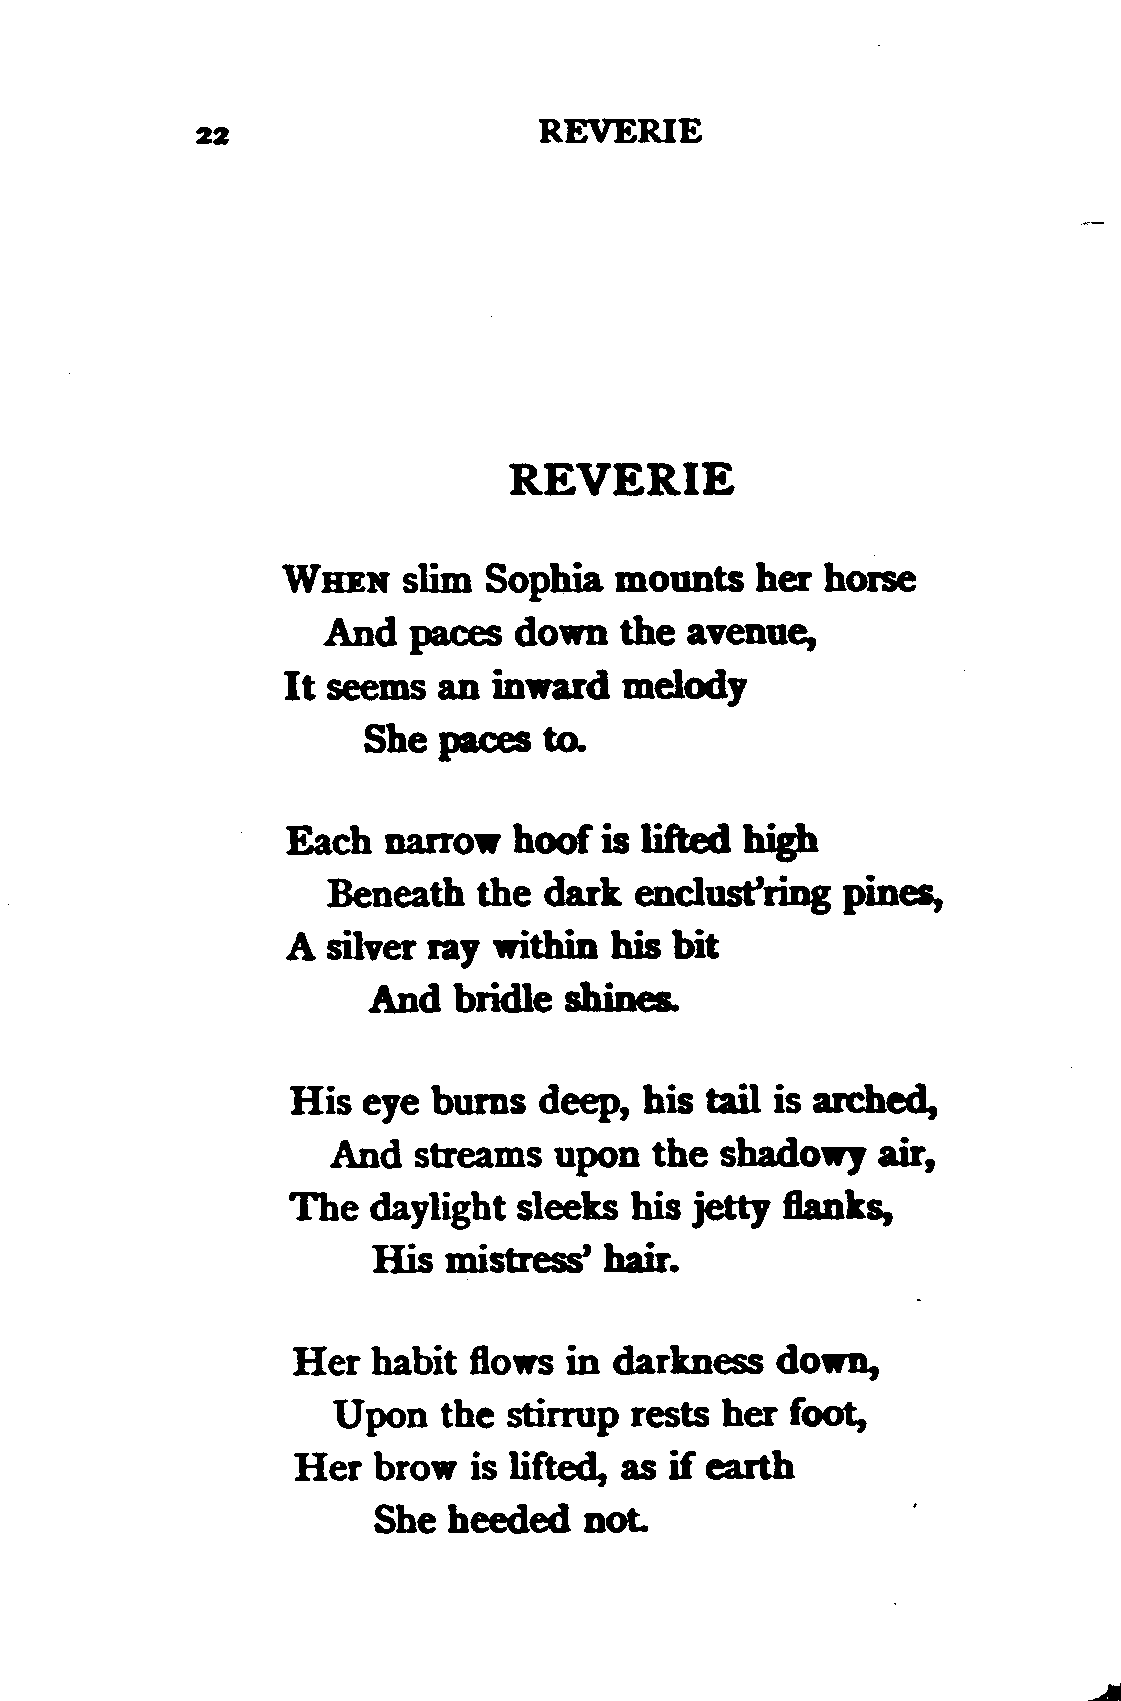 22 REVERIE
REVERIE
WHEN slim Sophia mounts her horse
And paces down the avenue,
It seems an inward melody
She paces to.
Each narrow hoof is lifted high
Beneath the dark enclust'ring pines,
A silver ray within his bit
And bridle shines.
His eye burns deep, his tail is arched,
And streams upon the shadowy air,
The daylight sleeks his jetty flanks,
His mistress' hair.
Her habit flows in darkness down,
Upon the stirrup rests her foot,
Her brow is lifted, as if earth
She heeded not.